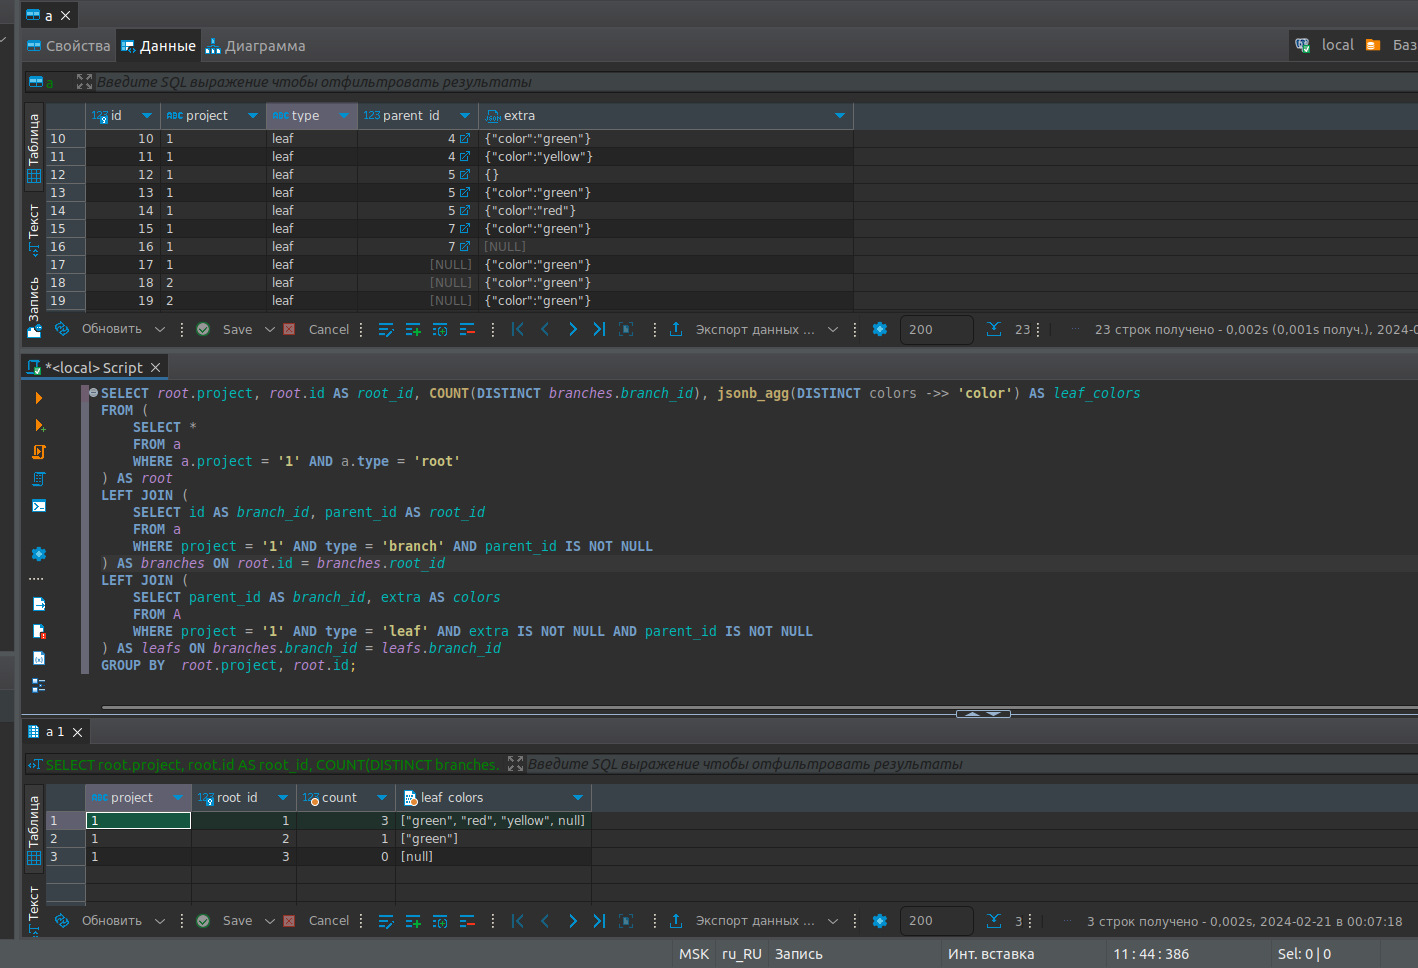 a
Свойства Данные Диаграмма local Баз
a Введите SQL выражение чтобы отфильтровать результаты
Таблица
Текст
Запись
123 id ABC project ABC type 123 parent_id JSON extra
10 10 1 leaf 4 {"color":"green"}
11 11 1 leaf 4 {"color":"yellow"}
12 12 1 leaf 5 {}
13 13 1 leaf 5 {"color":"green"}
14 14 1 leaf 5 {"color":"red"}
15 15 1 leaf 7 {"color":"green"}
16 16 1 leaf 7 [NULL]
17 17 1 leaf [NULL] {"color":"green"}
18 18 2 leaf [NULL] {"color":"green"}
19 19 2 leaf [NULL] {"color":"green"}
Обновить Save Cancel Экспорт данных ... 200 23 23 строк получено - 0,002s (0,001s получ.), 2024-0
*<local> Script
SELECT root.project, root.id AS root_id, COUNT(DISTINCT branches.branch_id), jsonb_agg(DISTINCT colors ->> 'color') AS leaf_colors
FROM (
SELECT *
FROM a
WHERE a.project = '1' AND a.type = 'root'
) AS root
LEFT JOIN (
SELECT id AS branch_id, parent_id AS root_id
FROM a
WHERE project = '1' AND type = 'branch' AND parent_id IS NOT NULL
) AS branches ON root.id = branches.root_id
LEFT JOIN (
SELECT parent_id AS branch_id, extra AS colors
FROM A
WHERE project = '1' AND type = 'leaf' AND extra IS NOT NULL AND parent_id IS NOT NULL
) AS leafs ON branches.branch_id = leafs.branch_id
GROUP BY  root.project, root.id;
a 1
SELECT root.project, root.id AS root_id, COUNT(DISTINCT branches. Введите SQL выражение чтобы отфильтровать результаты
Таблица
Текст
ABC project 123 root_id 123 count leaf_colors
1 1 1 3 ["green", "red", "yellow", null]
2 1 2 1 ["green"]
3 1 3 0 [null]
Обновить Save Cancel Экспорт данных ... 200 3 3 строк получено - 0,002s, 2024-02-21 в 00:07:18
MSK ru_RU Запись Инт. вставка 11 : 44 : 386 Sel: 0 | 0